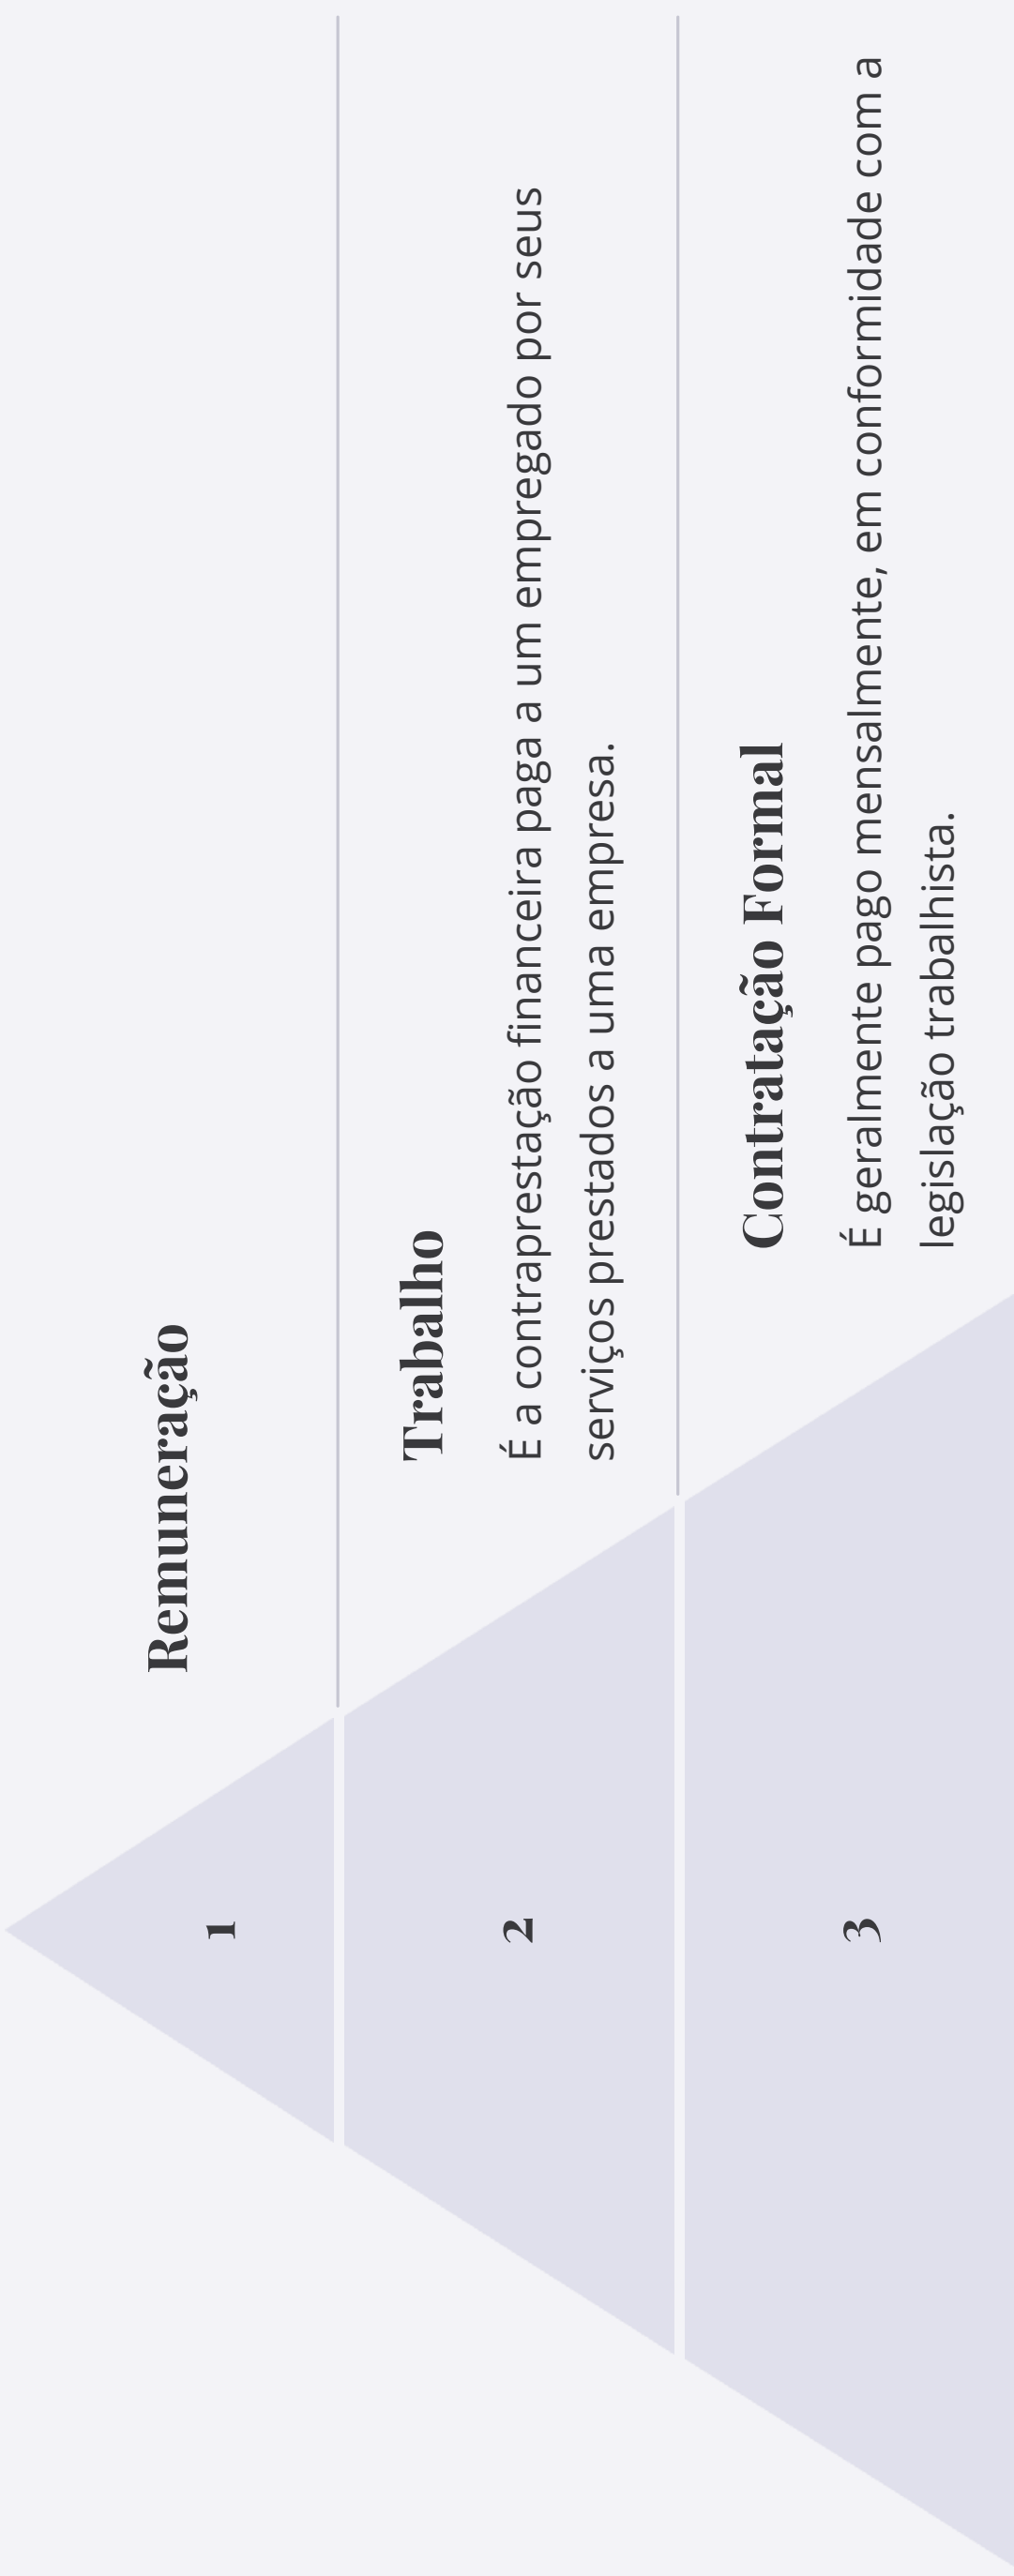 Remuneração
1
Trabalho
É a contraprestação financeira paga a um empregado por seus
serviços prestados a uma empresa.
2
Contratação Formal
É geralmente pago mensalmente, em conformidade com a
legislação trabalhista.
3